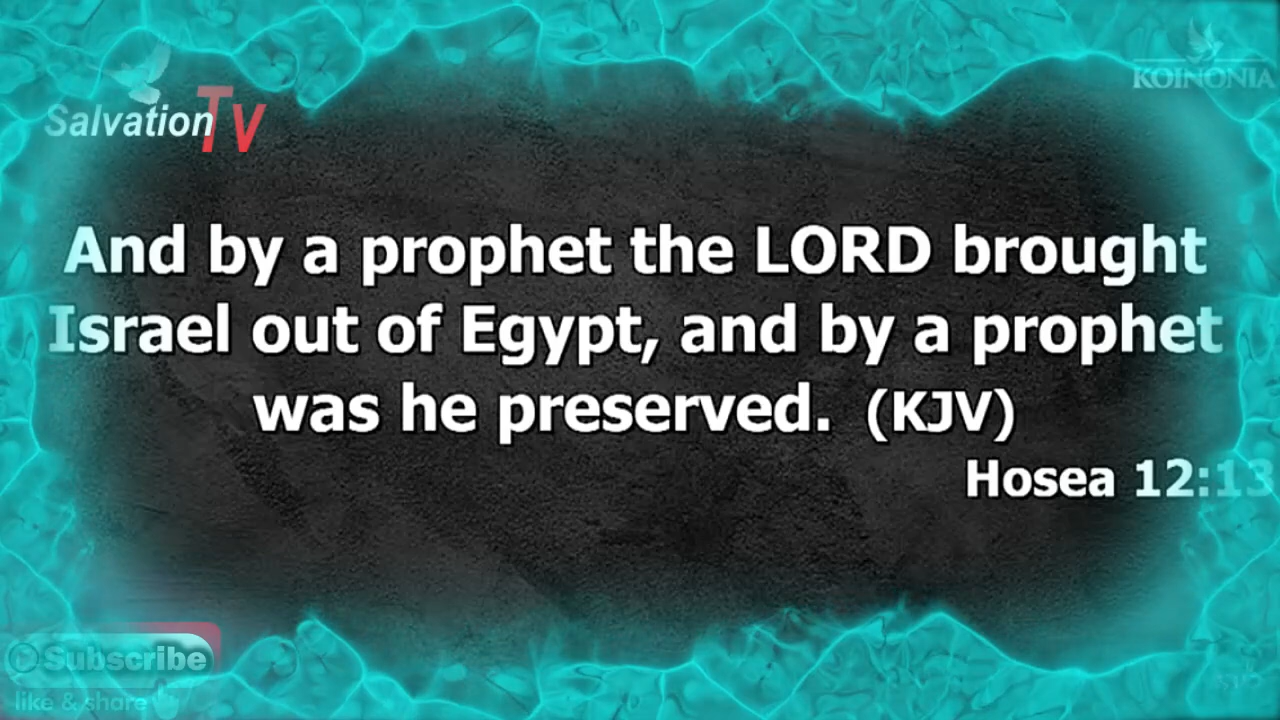 Salvation TV
KOINONIA
And by a prophet the LORD brought
Israel out of Egypt, and by a prophet
was he preserved. (KJV)
Hosea 12:13
Subscribe
like & share